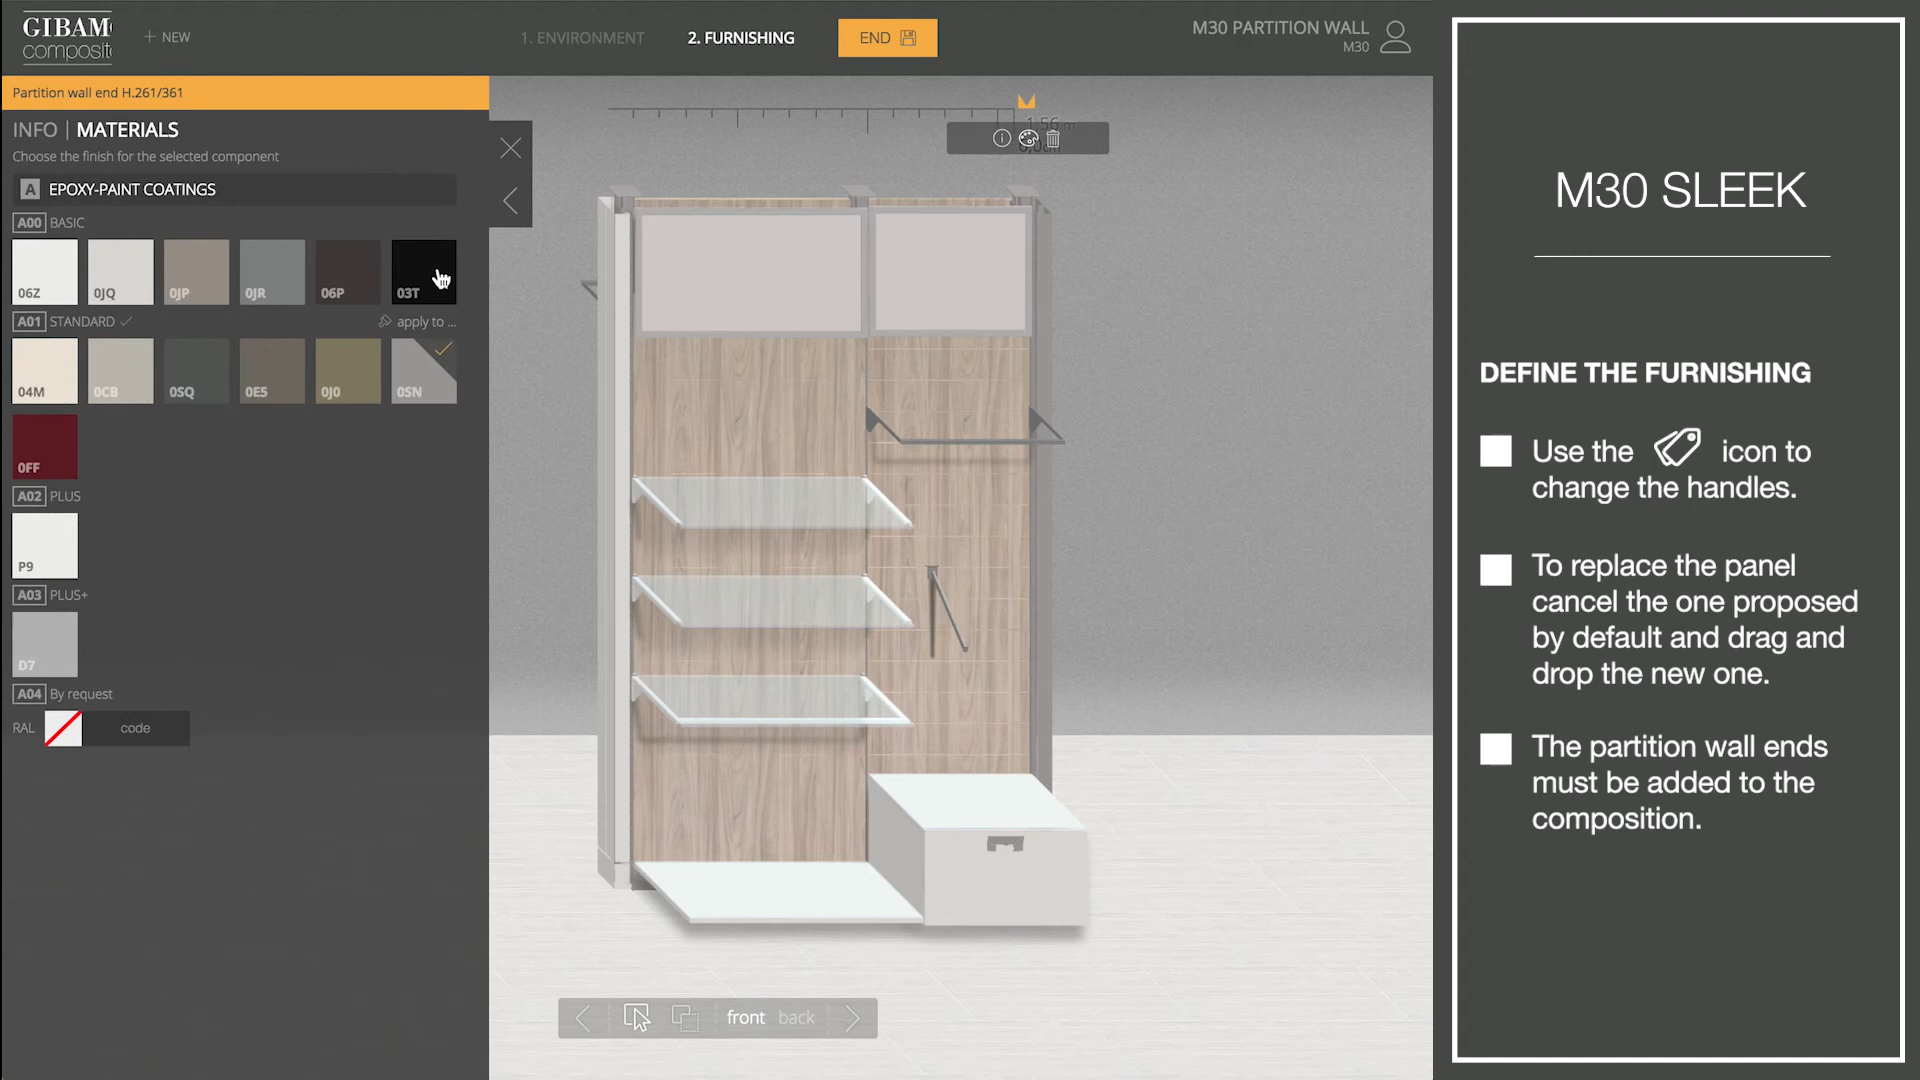 GIBAM
composit
NEW
1. ENVIRONMENT
2. FURNISHING
END
M30 PARTITION WALL
M30
Partition wall end H.261/361
INFO | MATERIALS
Choose the finish for the selected component
A EPOXY-PAINT COATINGS
A00 BASIC
06Z 0JQ 0JP 0JR 06P 03T
A01 STANDARD
apply to ...
04M 0CB 0SQ 0E5 0J0 0SN
0FF
A02 PLUS
P9
A03 PLUS+
D7
A04 By request
RAL code
1,56 m
front back
M30 SLEEK
DEFINE THE FURNISHING
Use the icon to
change the handles.
To replace the panel
cancel the one proposed
by default and drag and
drop the new one.
The partition wall ends
must be added to the
composition.